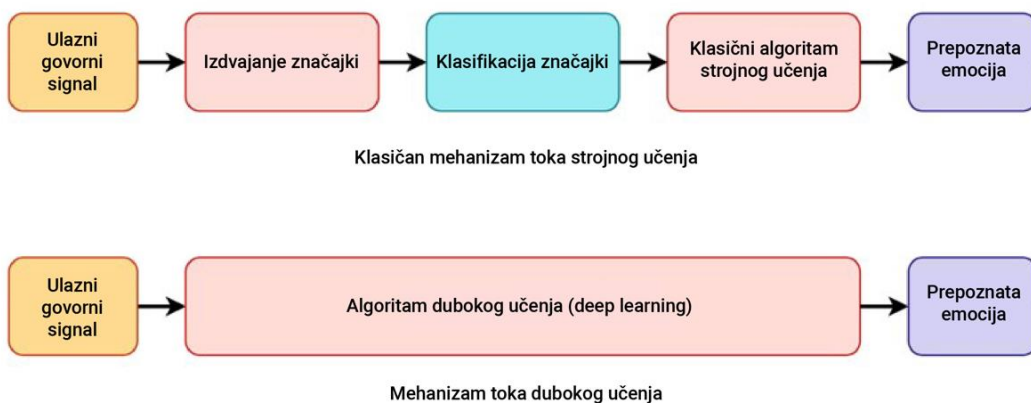 Ulazni
govorni
signal
Izdvajanje značajki
Klasifikacija značajki
Klasični algoritam
strojnog učenja
Prepoznata
emocija
Klasičan mehanizam toka strojnog učenja
Ulazni
govorni
signal
Algoritam dubokog učenja (deep learning)
Prepoznata
emocija
Mehanizam toka dubokog učenja